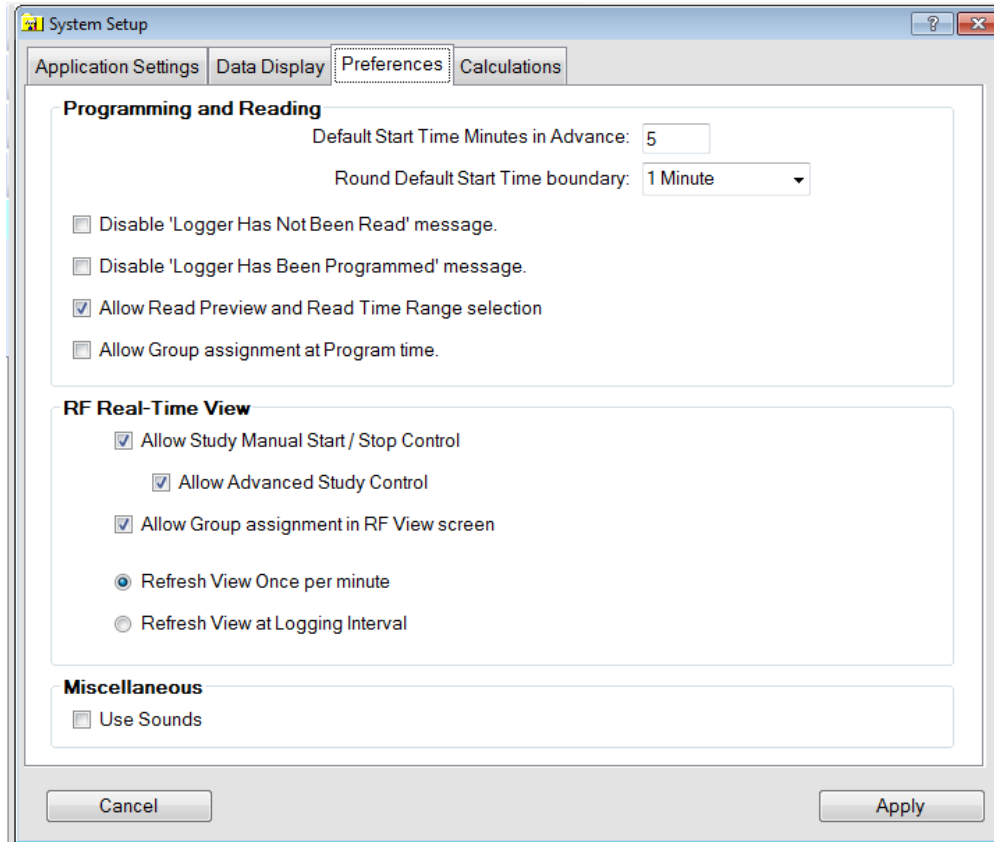 System Setup
Application Settings Data Display Preferences Calculations
Programming and Reading
Default Start Time Minutes in Advance: 5
Round Default Start Time boundary: 1 Minute
Disable 'Logger Has Not Been Read' message.
Disable 'Logger Has Been Programmed' message.
Allow Read Preview and Read Time Range selection
Allow Group assignment at Program time.
RF Real-Time View
Allow Study Manual Start / Stop Control
Allow Advanced Study Control
Allow Group assignment in RF View screen
Refresh View Once per minute
Refresh View at Logging Interval
Miscellaneous
Use Sounds
Cancel Apply